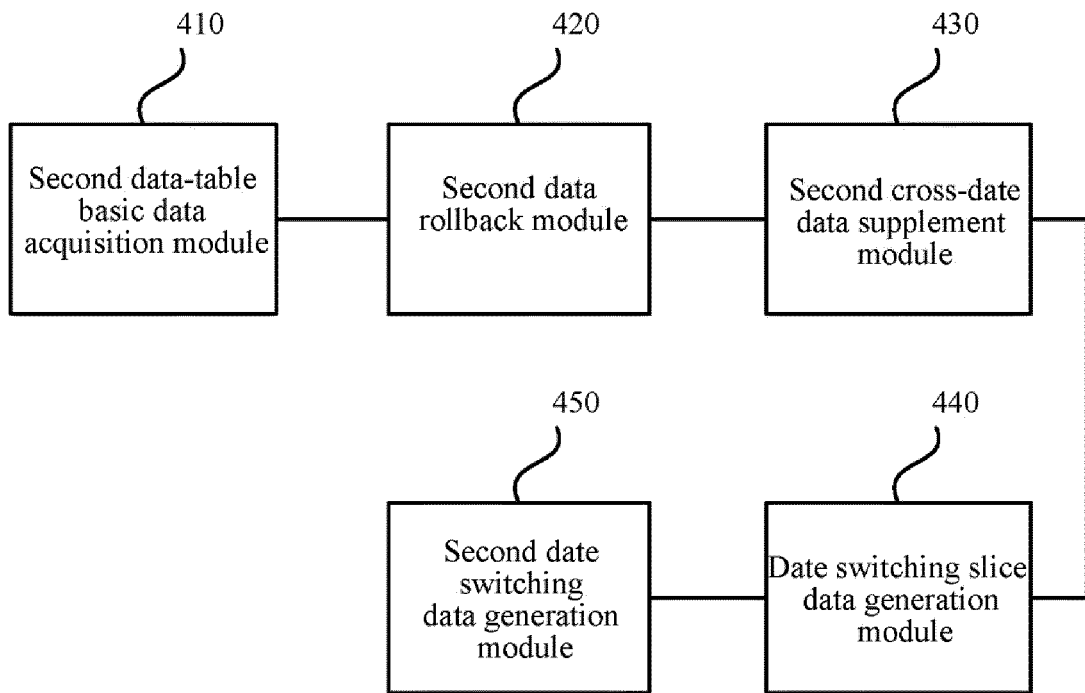 410
420
430
Second data-table
basic data
acquisition module
Second data
rollback module
Second cross-date
data supplement
module
450
440
Second date
switching
data generation
module
Date switching slice
data generation
module